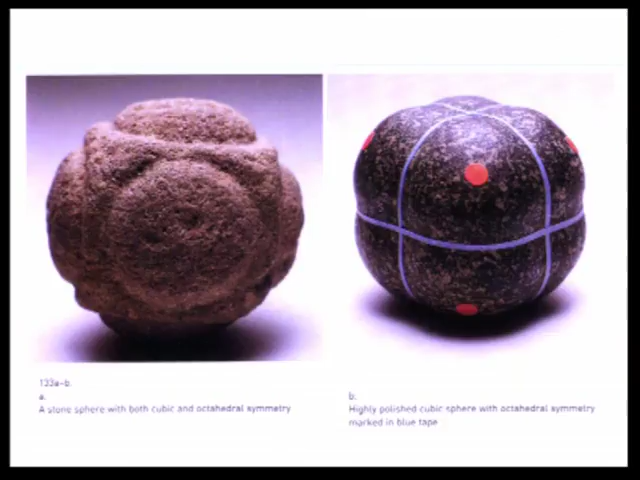 133a-b.
a.
A stone sphere with both cubic and octahedral symmetry
b.
Highly polished cubic sphere with octahedral symmetry
marked in blue tape